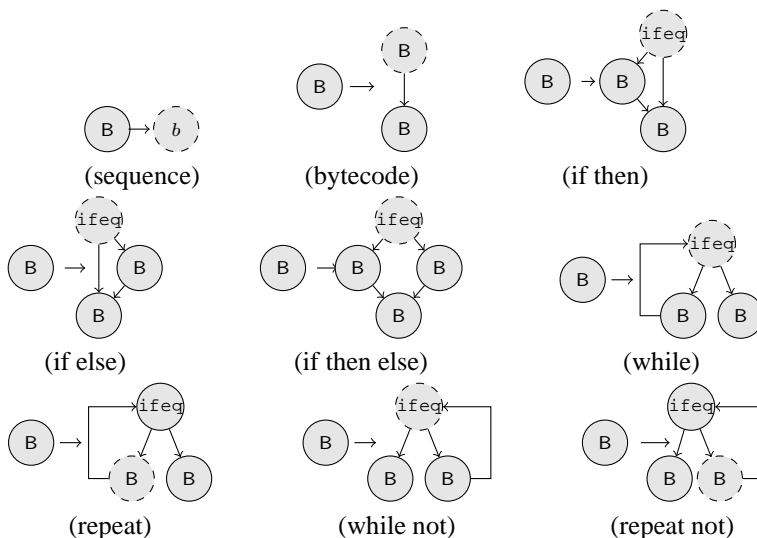 B b
(sequence)
B B B
(bytecode)
B B ifeq B
(if then)
B ifeq B B
(if else)
B B ifeq B B
(if then else)
B ifeq B B
(while)
B ifeq B B
(repeat)
B ifeq B B
(while not)
B ifeq B B
(repeat not)